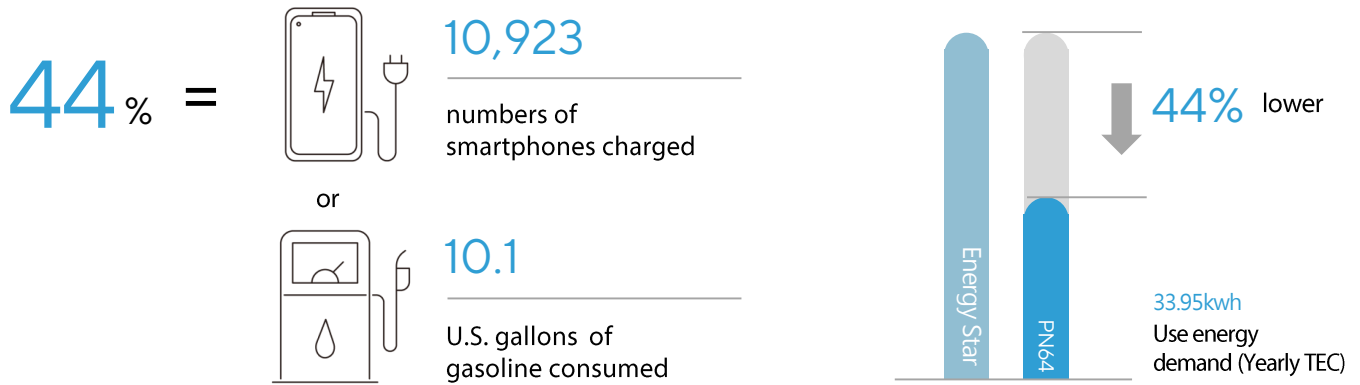 44 % =
10,923
numbers of
smartphones charged
or
10.1
U.S. gallons of
gasoline consumed
Energy Star
PN64
44% lower
33.95kwh
Use energy
demand (Yearly TEC)